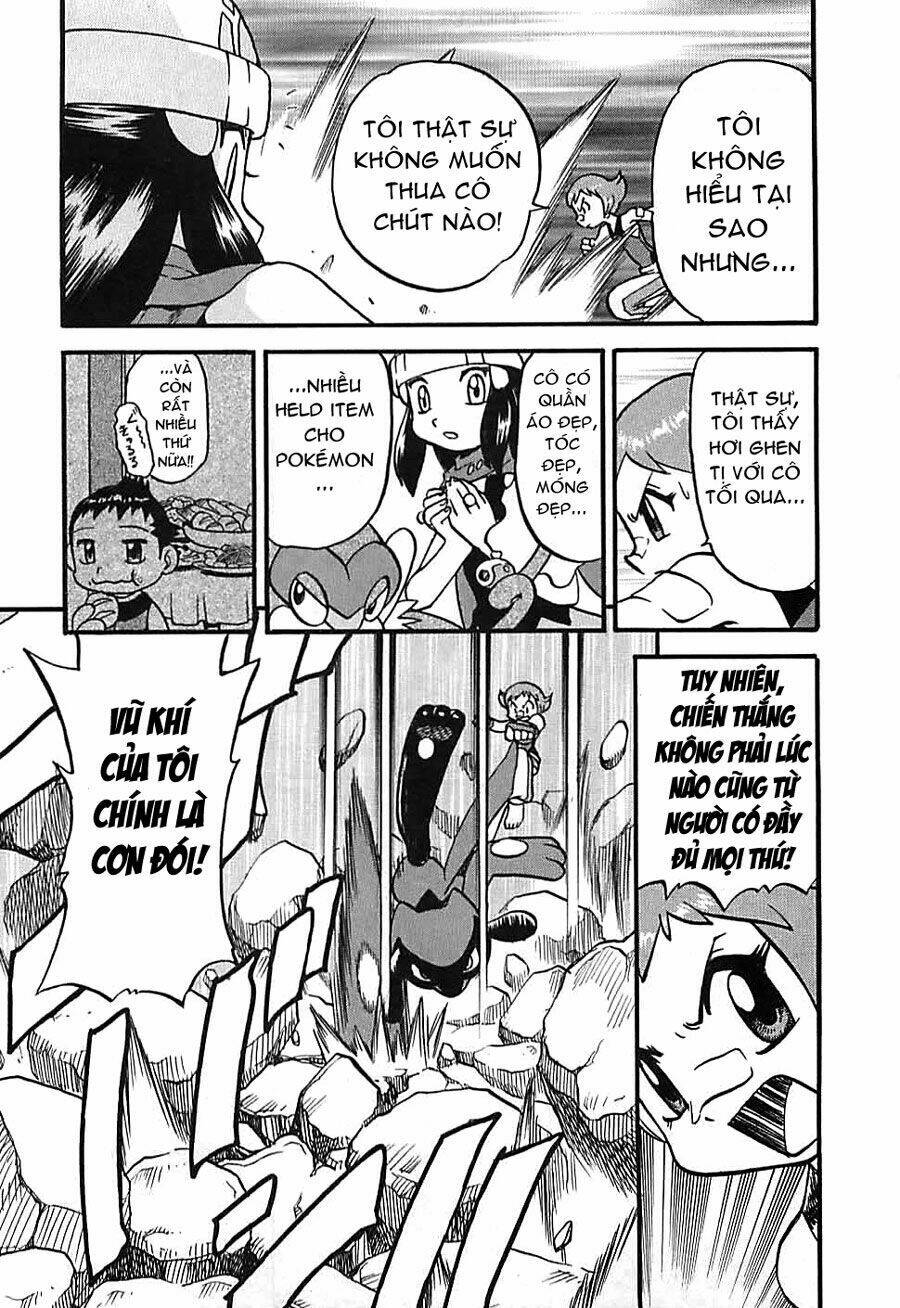 TÔI
KHÔNG
HIỂU TẠI
SAO
NHƯNG...
TÔI THẬT SỰ
KHÔNG MUỐN
THUA CÔ
CHÚT NÀO!
THẬT SỰ,
TÔI THẤY
HƠI GHEN
TỊ VỚI CÔ
TỐI QUA...
CÔ CÓ
QUẦN
ÁO ĐẸP,
TÓC
ĐẸP,
MÓNG
ĐẸP...
...NHIỀU
HELD ITEM
CHO
POKÉMON
...
...VÀ
CÒN
RẤT
NHIỀU
THỨ
NỮA!!
TUY NHIÊN,
CHIẾN THẮNG
KHÔNG PHẢI LÚC
NÀO CŨNG TỪ
NGƯỜI CÓ ĐẦY
ĐỦ MỌI THỨ!
VŨ KHÍ
CỦA TÔI
CHÍNH LÀ
CƠN ĐÓI!